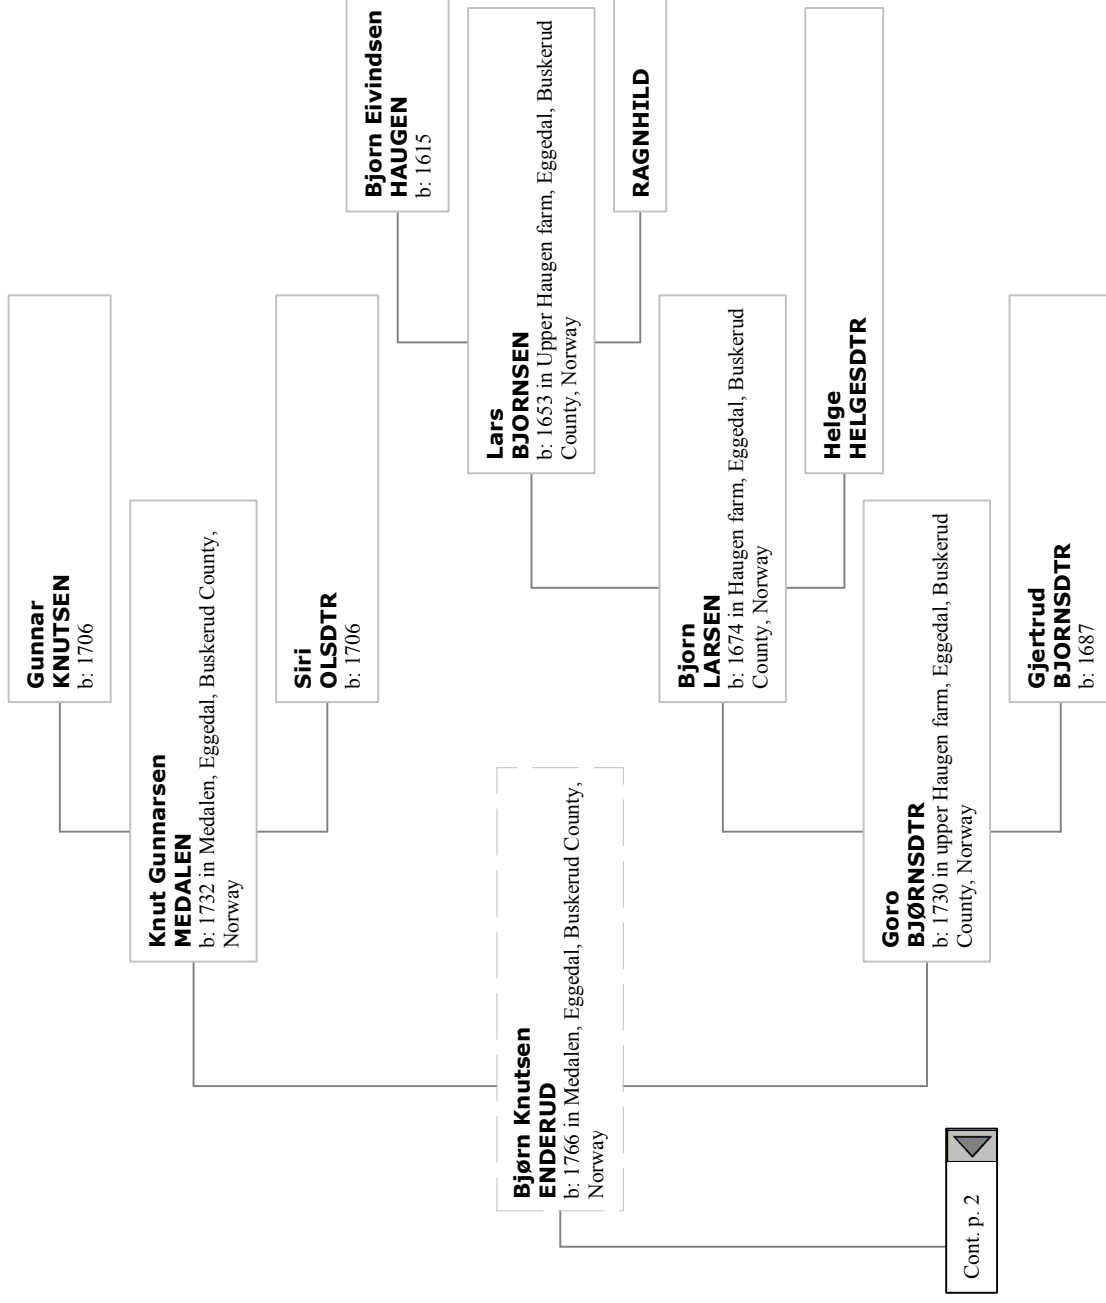 Gunnar
KNUTSEN
b: 1706
Knut Gunnarsen
MEDALEN
b: 1732 in Medalen, Eggedal, Buskerud County,
Norway
Siri
OLSDTR
b: 1706
Bjorn Eivindsen
HAUGEN
b: 1615
Lars
BJORNSEN
b: 1653 in Upper Haugen farm, Eggedal, Buskerud
County, Norway
RAGNHILD
Bjørn Knutsen
ENDERUD
b: 1766 in Medalen, Eggedal, Buskerud County,
Norway
Bjorn
LARSEN
b: 1674 in Haugen farm, Eggedal, Buskerud
County, Norway
Helge
HELGESDTR
Goro
BJØRNSDTR
b: 1730 in upper Haugen farm, Eggedal, Buskerud
County, Norway
Gjertrud
BJORNSDTR
b: 1687
Cont. p. 2